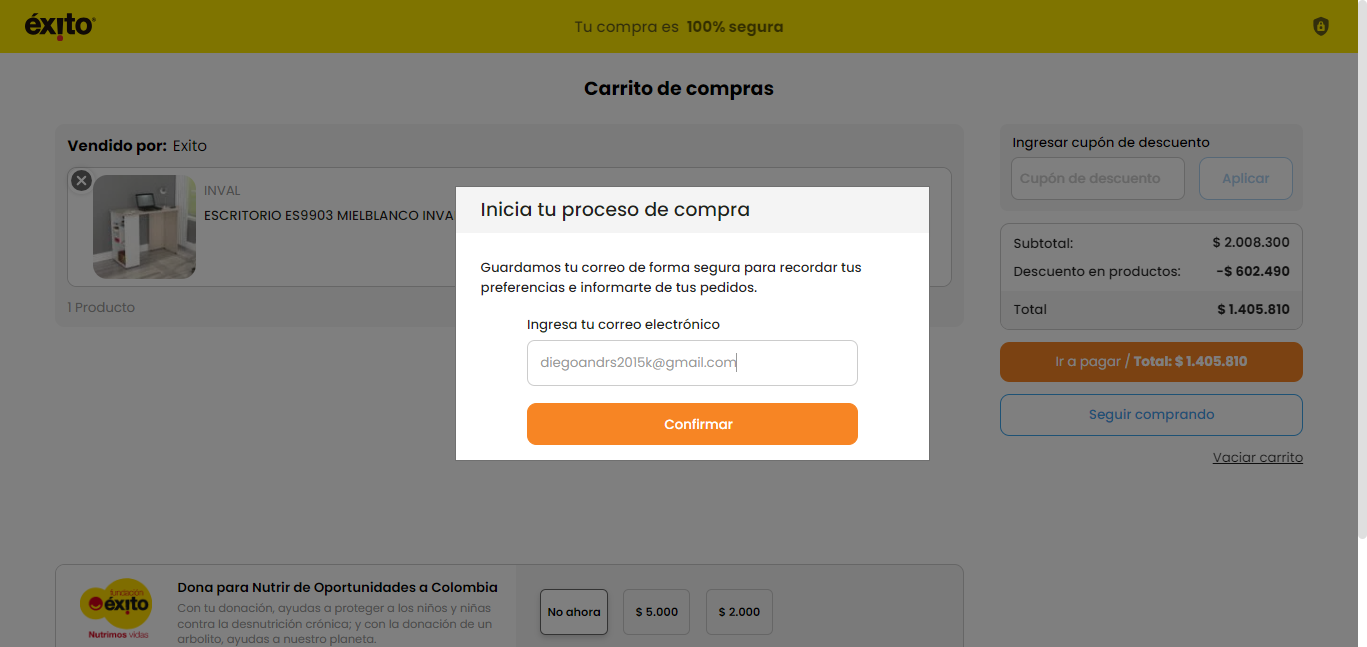 éxito
Tu compra es 100% segura
Carrito de compras
Vendido por: Exito
INVAL
ESCRITORIO ES9903 MIELBLANCO INVA
1 Producto
Inicia tu proceso de compra
Guardamos tu correo de forma segura para recordar tus
preferencias e informarte de tus pedidos.
Ingresa tu correo electrónico
diegoandrs2015k@gmail.com
Confirmar
Ingresar cupón de descuento
Cupón de descuento
Aplicar
Subtotal: $ 2.008.300
Descuento en productos: -$ 602.490
Total $ 1.405.810
Ir a pagar / Total: $ 1.405.810
Seguir comprando
Vaciar carrito
fundación
éxito
Nutrimos vidas
Dona para Nutrir de Oportunidades a Colombia
Con tu donación, ayudas a proteger a los niños y niñas
contra la desnutrición crónica; y con la donación de un
arbolito, ayudas a nuestro planeta.
No ahora
$ 5.000
$ 2.000